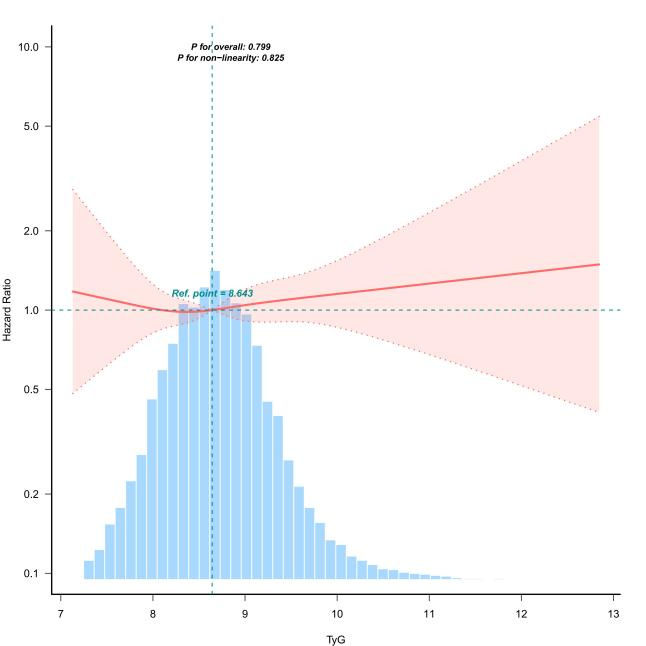 10.0
P for overall: 0.799
P for non−linearity: 0.825
5.0
2.0
Ref. point = 8.643
1.0
Hazard Ratio
0.5
0.2
0.1
7 8 9 10 11 12 13
TyG